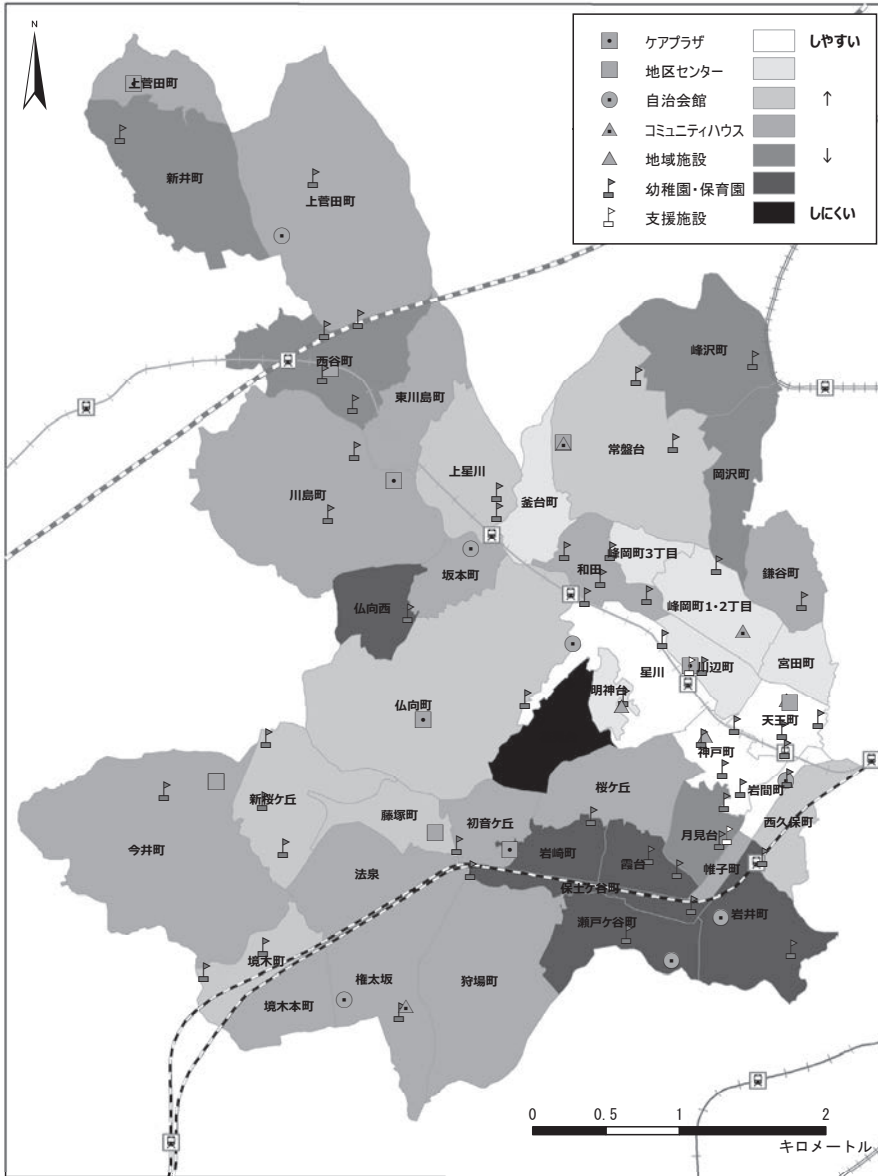 N
ケアプラザ しやすい
地区センター
自治会館 ↑
コミュニティハウス
地域施設 ↓
幼稚園・保育園
支援施設 しにくい
上菅田町
新井町
上菅田町
西谷町
峰沢町
東川島町
常盤台
上星川
岡沢町
川島町
釜台町
峰岡町3丁目
和田
坂本町
鎌谷町
仏向西
峰岡町1・2丁目
星川
川辺町
宮田町
明神台
仏向町
天王町
神戸町
桜ケ丘
岩間町
新桜ケ丘
藤塚町
初音ケ丘
月見台
西久保町
今井町
岩崎町
霞台
帷子町
法泉
保土ケ谷町
瀬戸ケ谷町
岩井町
境木町
権太坂
狩場町
境木本町
0 0.5 1 2
キロメートル